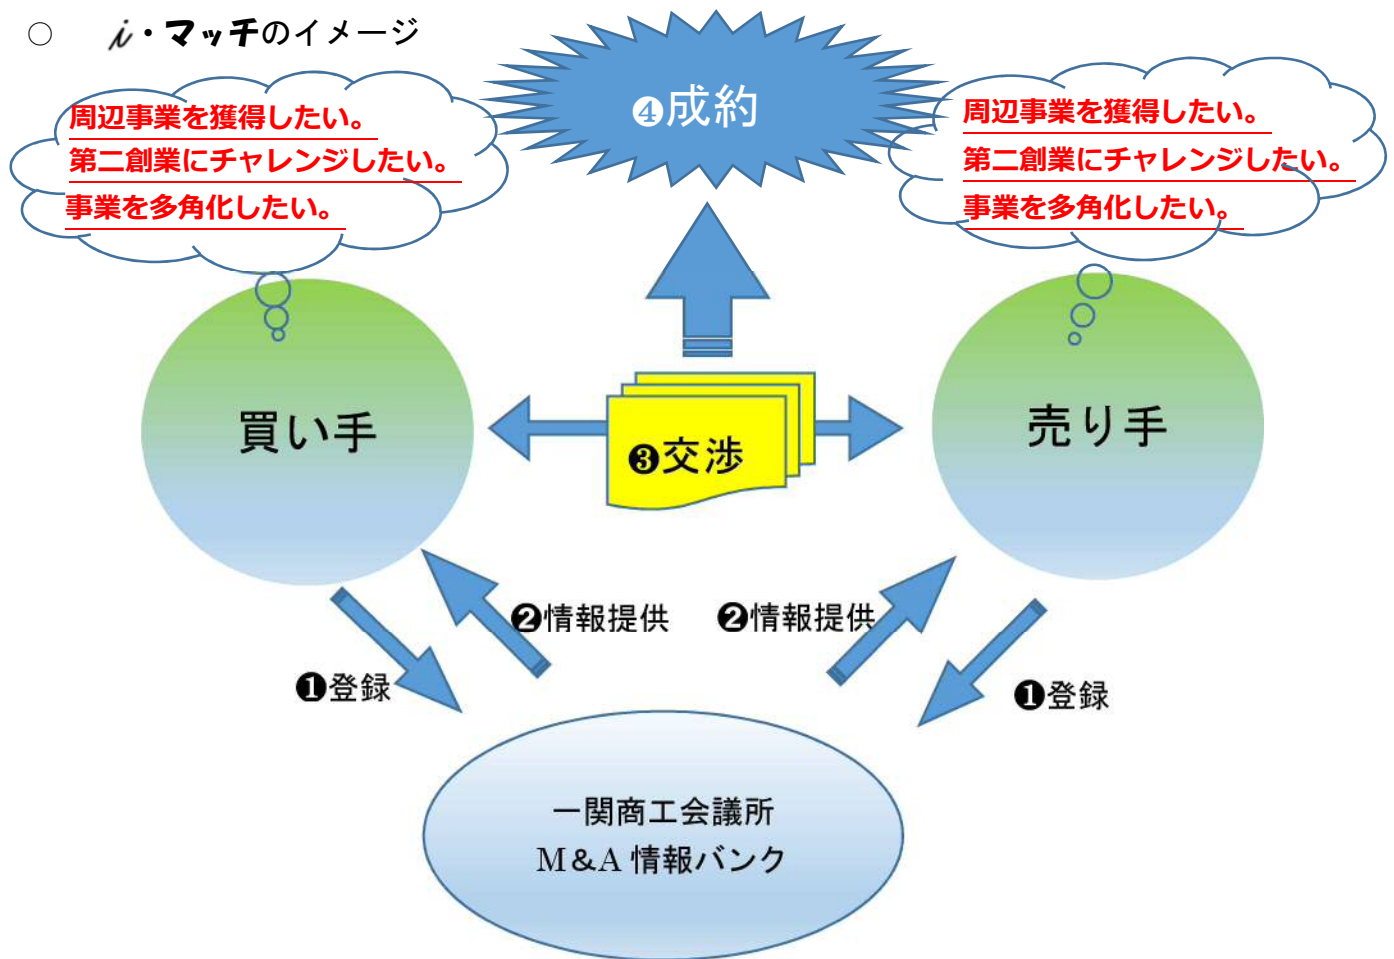 ○ i・マッチのイメージ
周辺事業を獲得したい。
第二創業にチャレンジしたい。
事業を多角化したい。
❹成約
周辺事業を獲得したい。
第二創業にチャレンジしたい。
事業を多角化したい。
買い手
❸交渉
売り手
❷情報提供
❷情報提供
❶登録
❶登録
一関商工会議所
M&A 情報バンク